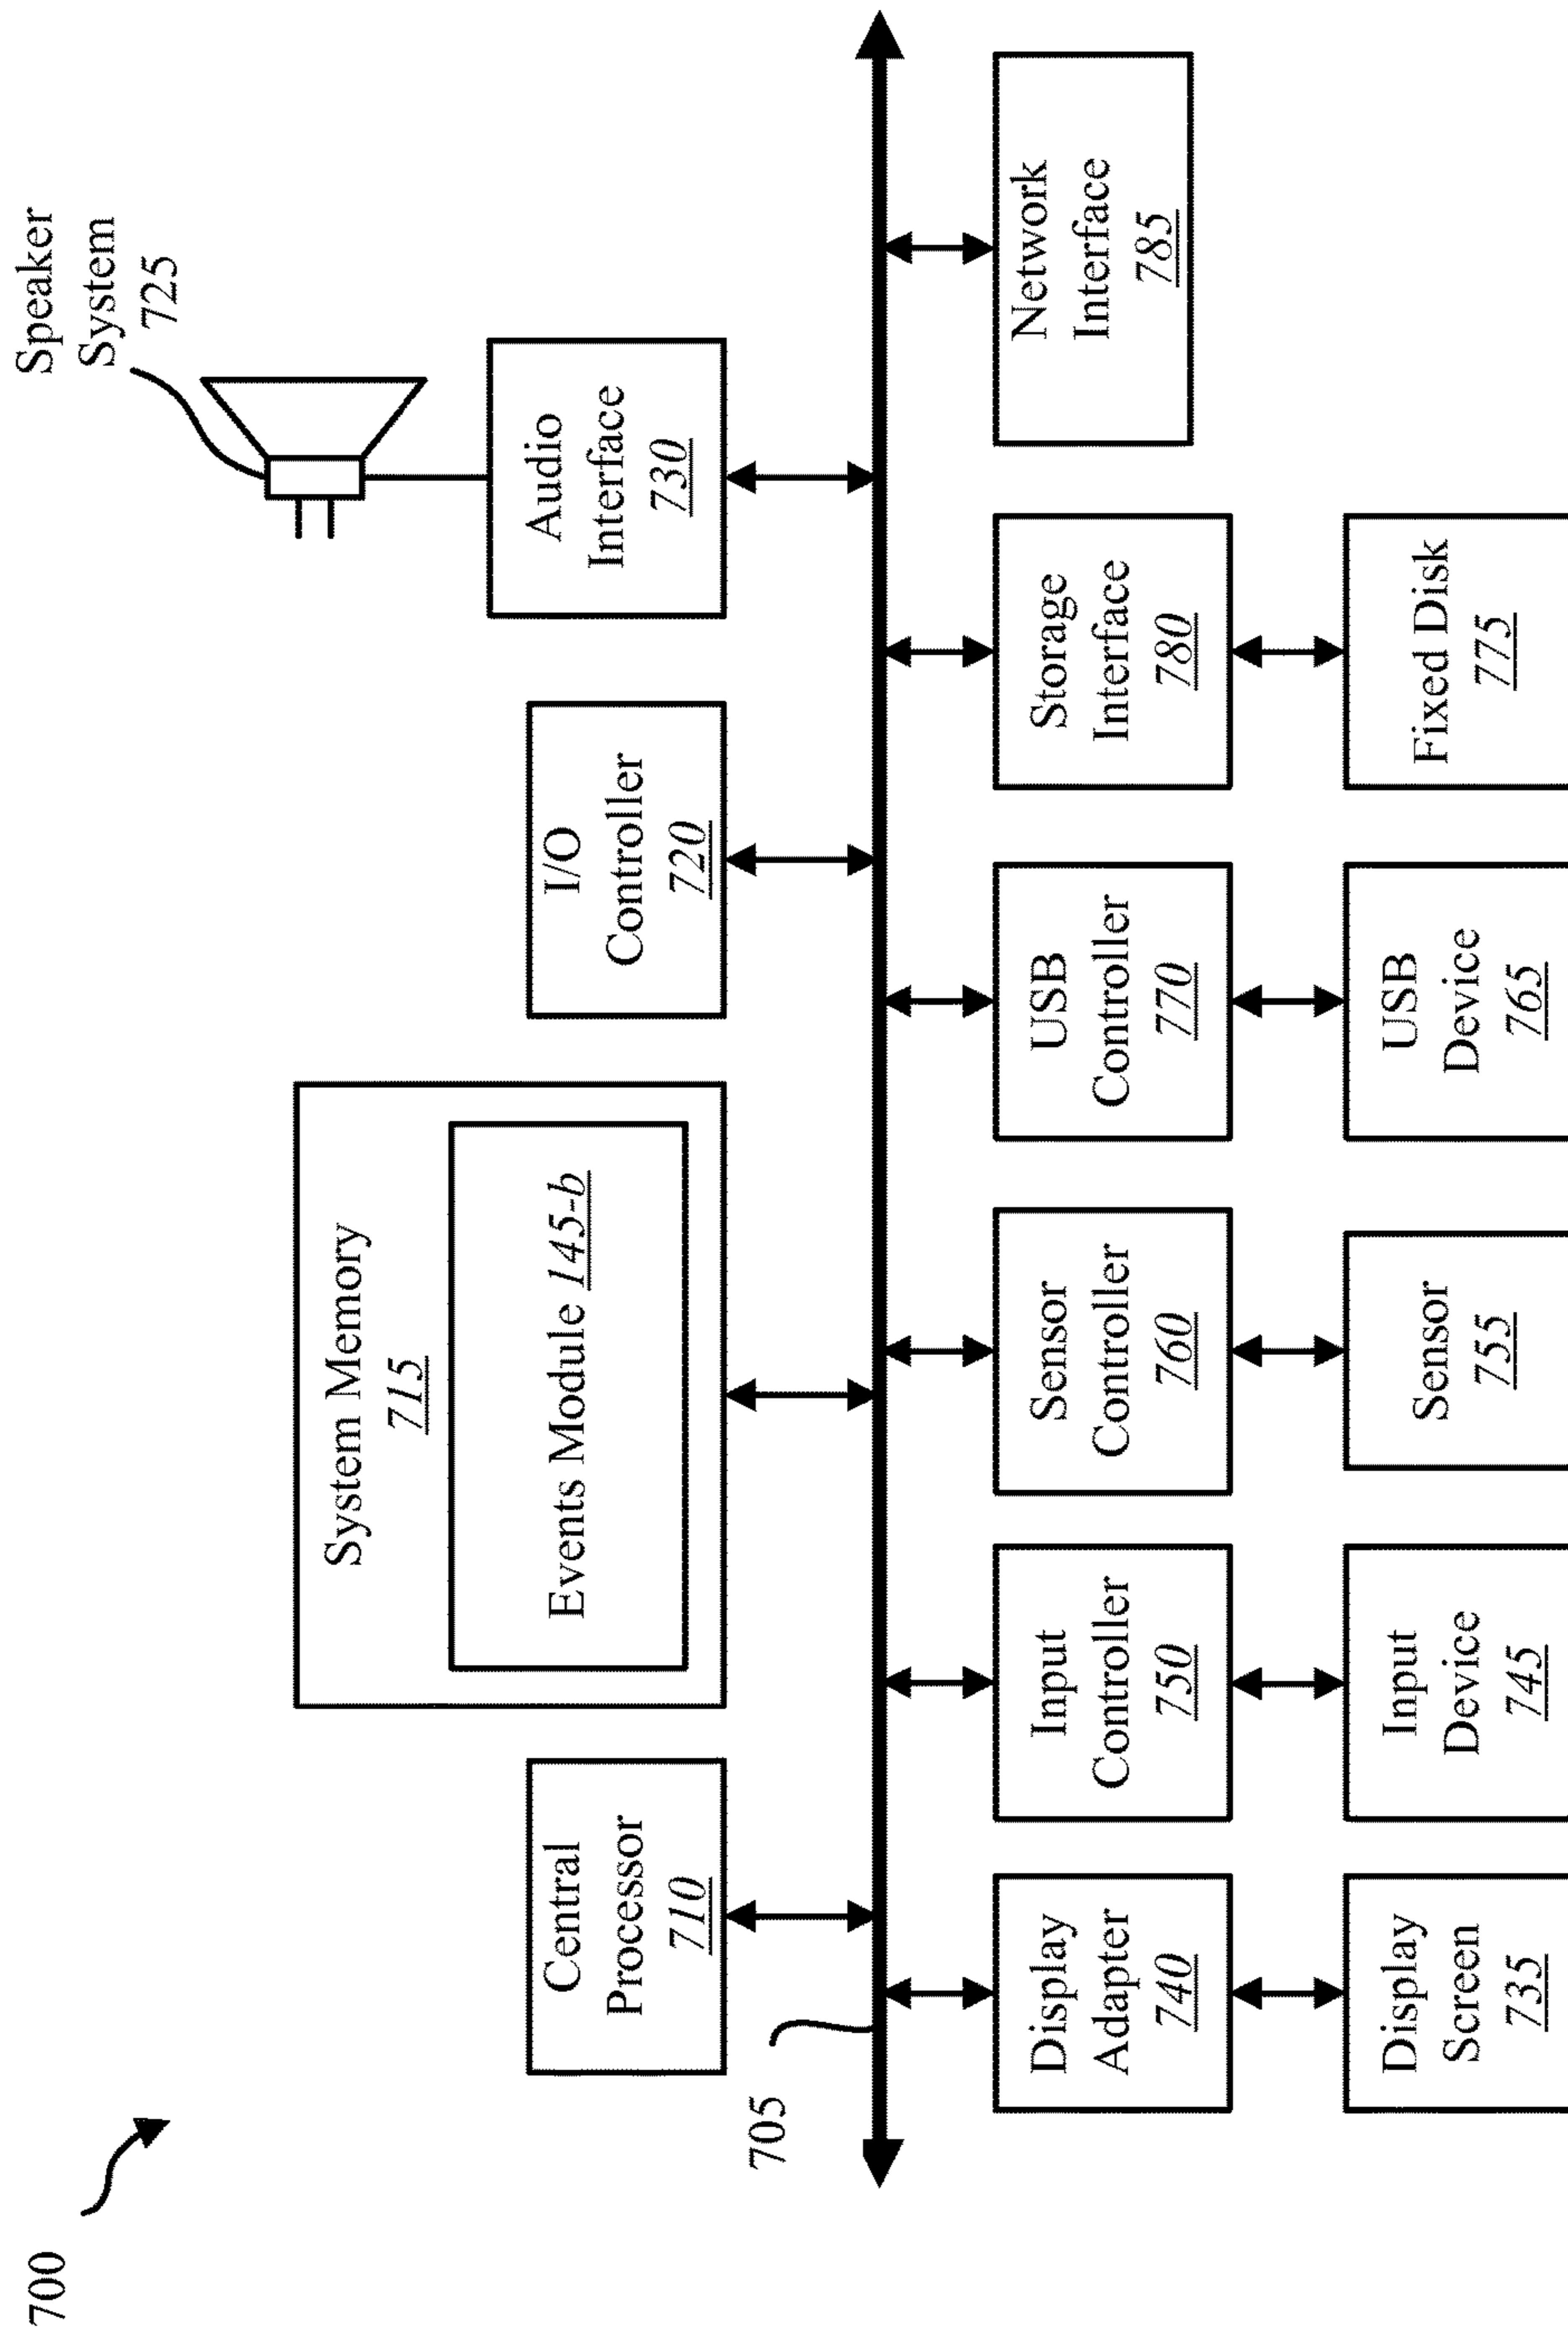 700
Speaker
System
725
System Memory
715
Events Module 145-b
Central
Processor
710
I/O
Controller
720
Audio
Interface
730
705
Display
Adapter
740
Input
Controller
750
Sensor
Controller
760
USB
Controller
770
Storage
Interface
780
Network
Interface
785
Display
Screen
735
Input
Device
745
Sensor
755
USB
Device
765
Fixed Disk
775